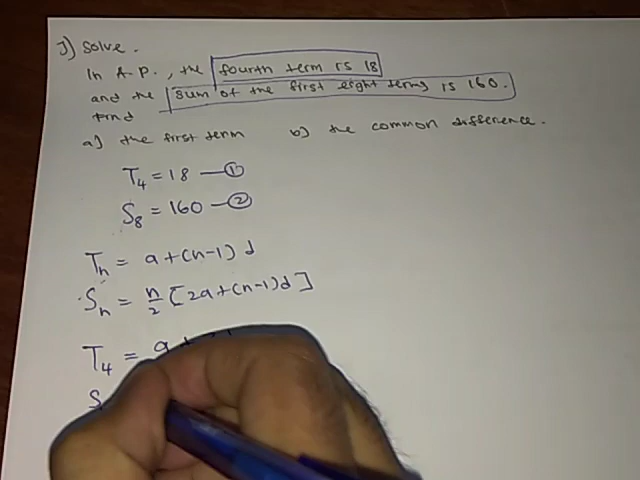 J) Solve.
In A.P., the fourth term is 18
and the sum of the first eight terms is 160.
Find
a) the first term b) the common difference.
T₄ = 18 — ①
S₈ = 160 — ②
Tₙ = a + (n-1) d
Sₙ = n/2 [2a + (n-1)d]
T₄ = a +
S